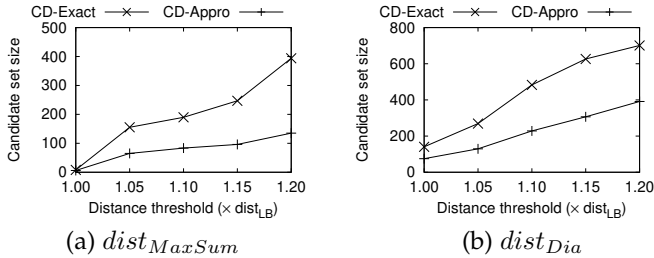 CD-Exact CD-Appro
500
400
300
200
100
0
Candidate set size
1.00 1.05 1.10 1.15 1.20
Distance threshold (× dist_LB)
(a) dist_MaxSum
CD-Exact CD-Appro
800
600
400
200
0
Candidate set size
1.00 1.05 1.10 1.15 1.20
Distance threshold (× dist_LB)
(b) dist_Dia